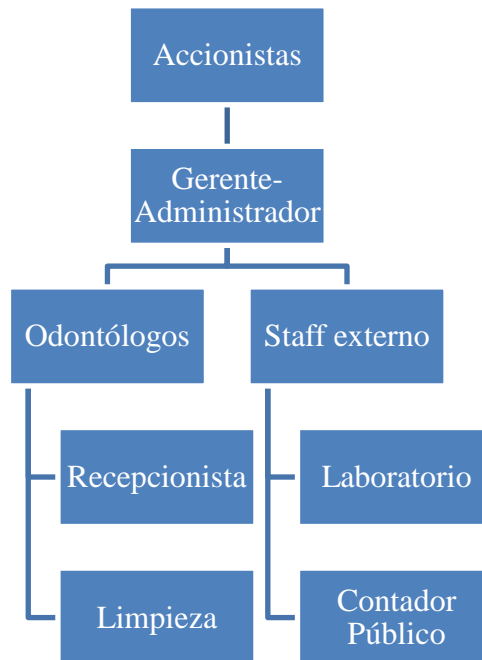 Accionistas
Gerente-
Administrador
Odontólogos
Staff externo
Recepcionista
Laboratorio
Limpieza
Contador
Público